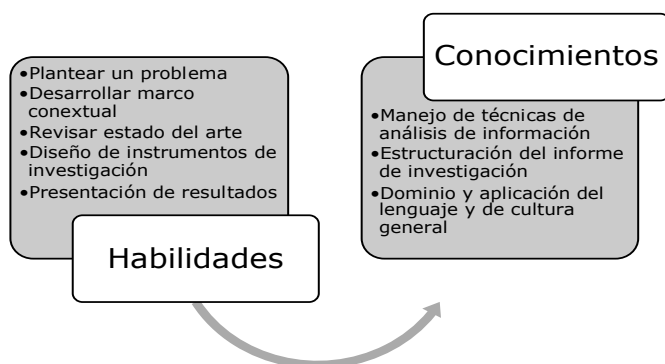 •Plantear un problema
•Desarrollar marco
conextual
•Revisar estado del arte
•Diseño de instrumentos de
investigación
•Presentación de resultados
Habilidades
Conocimientos
•Manejo de técnicas de
análisis de información
•Estructuración del informe
de investigación
•Dominio y aplicación del
lenguaje y de cultura
general